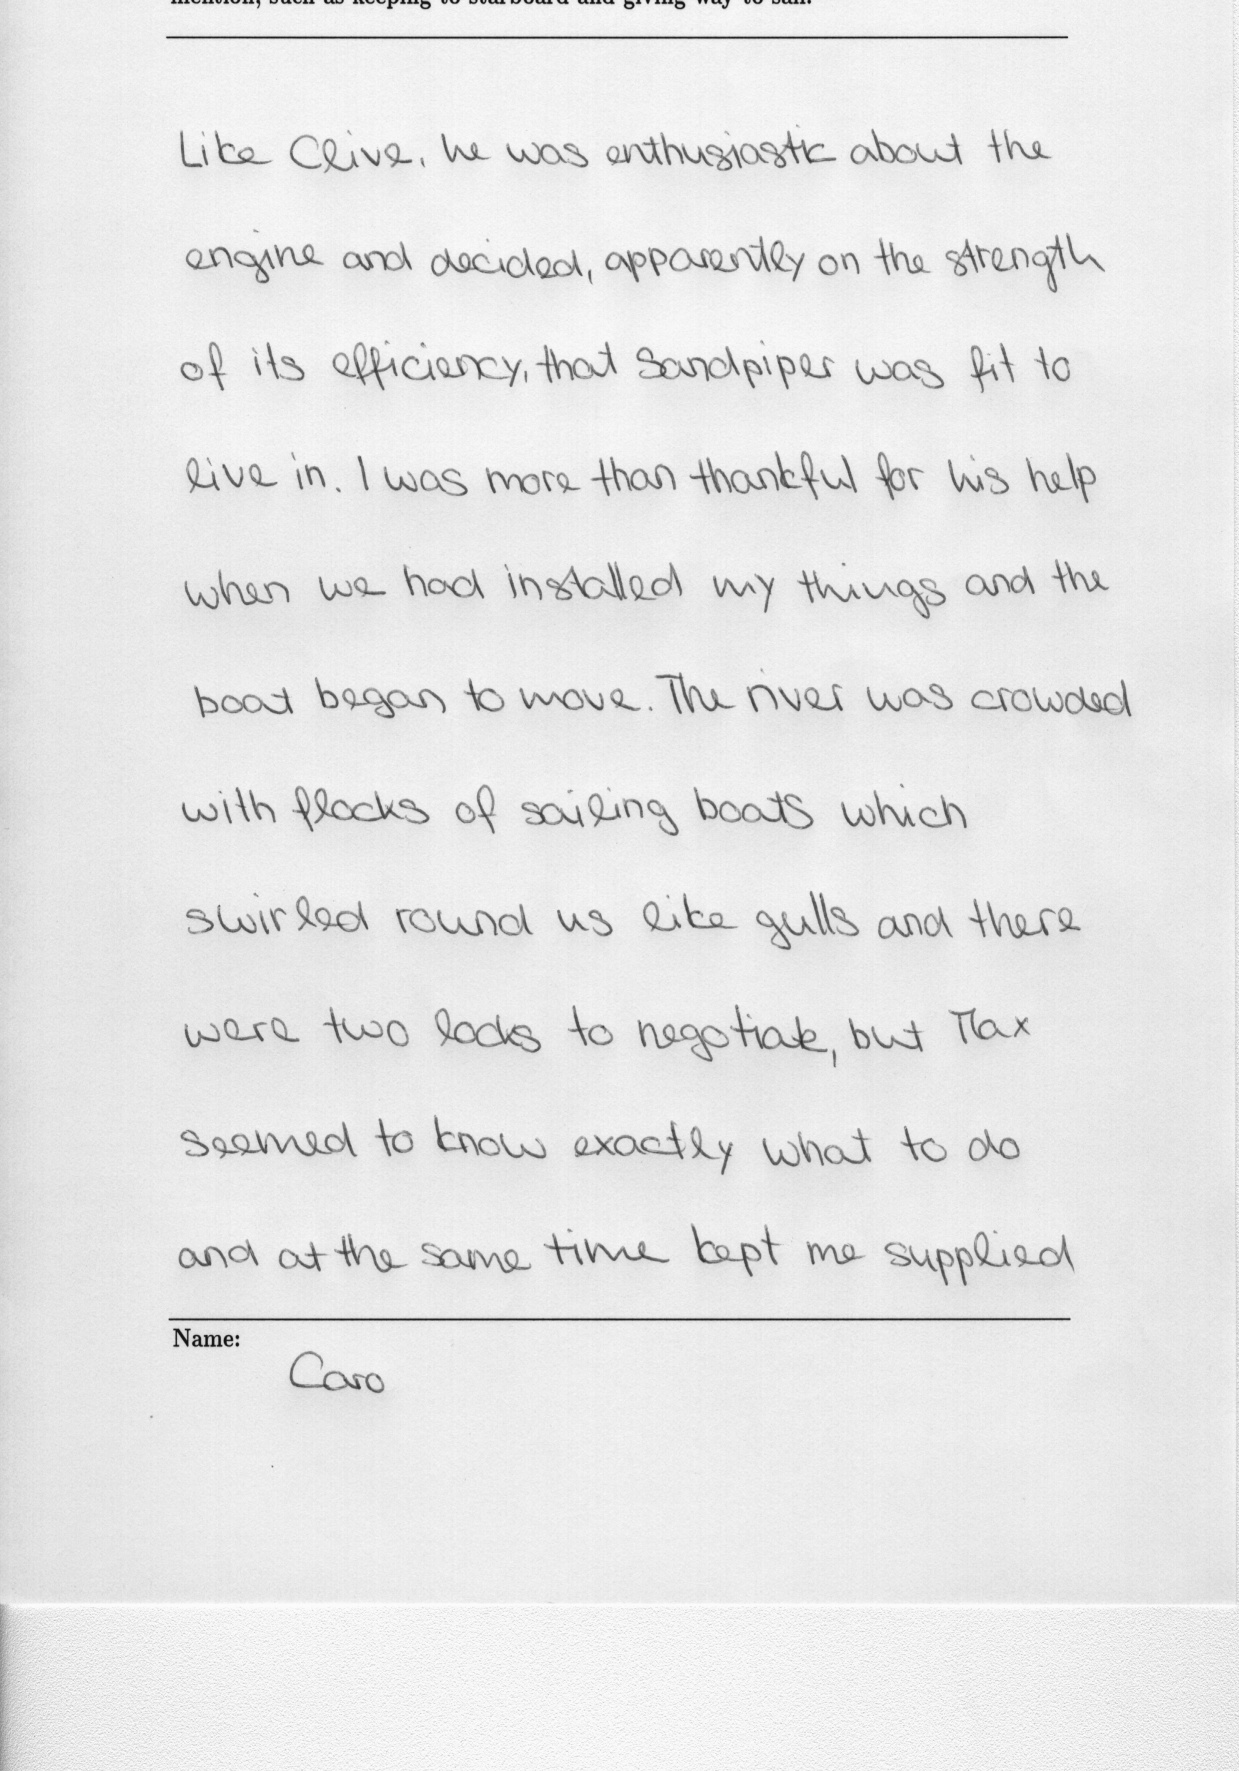 mention, such as keeping to starboard and giving way to sail.
Like Clive, he was enthusiastic about the
engine and decided, apparently on the strength
of its efficiency, that Sandpiper was fit to
live in. I was more than thankful for his help
when we had installed my things and the
boat began to move. The river was crowded
with flocks of sailing boats which
swirled round us like gulls and there
were two locks to negotiate, but Max
seemed to know exactly what to do
and at the same time kept me supplied
Name:
Caro